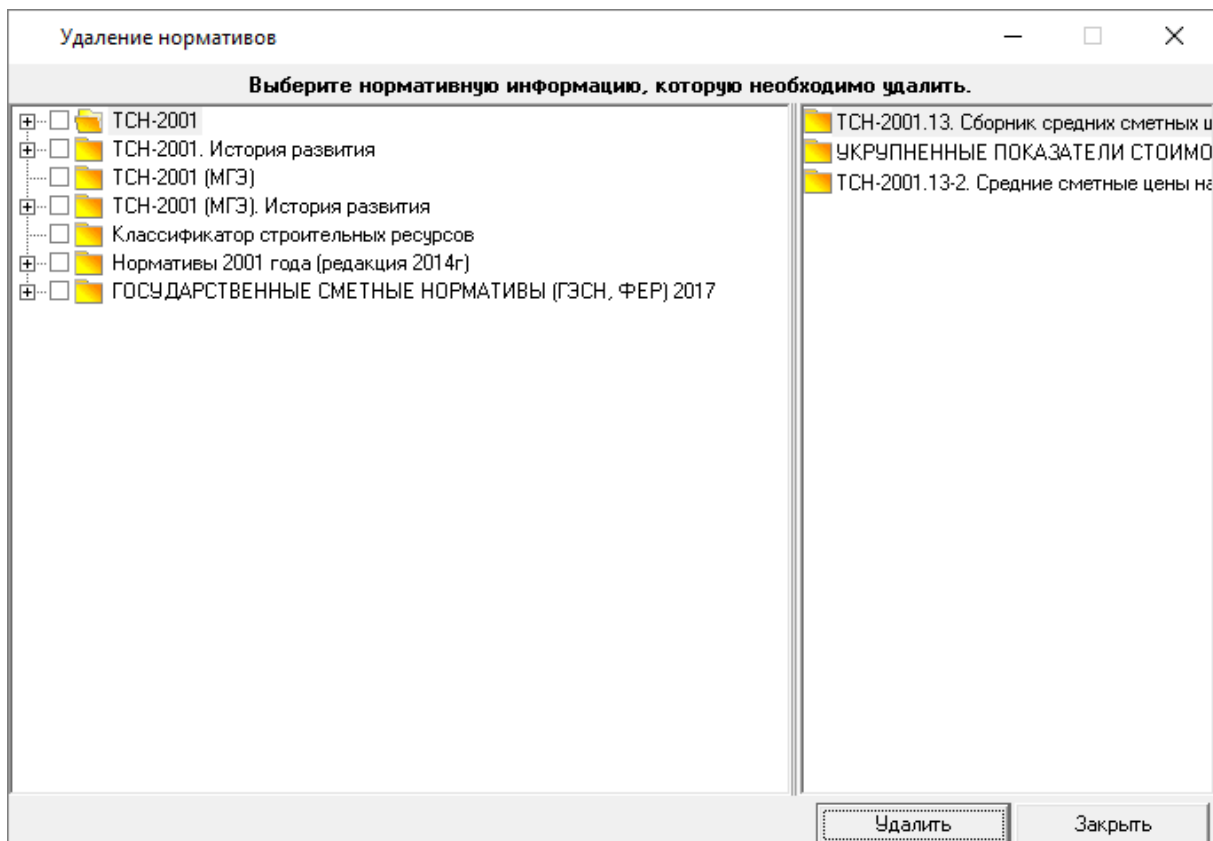 Удаление нормативов
Выберите нормативную информацию, которую необходимо удалить.
ТСН-2001
ТСН-2001. История развития
ТСН-2001 (МГЭ)
ТСН-2001 (МГЭ). История развития
Классификатор строительных ресурсов
Нормативы 2001 года (редакция 2014г)
ГОСУДАРСТВЕННЫЕ СМЕТНЫЕ НОРМАТИВЫ (ГЭСН, ФЕР) 2017
ТСН-2001.13. Сборник средних сметных
УКРУПНЕННЫЕ ПОКАЗАТЕЛИ СТОИМО
ТСН-2001.13-2. Средние сметные цены на
Удалить
Закрыть